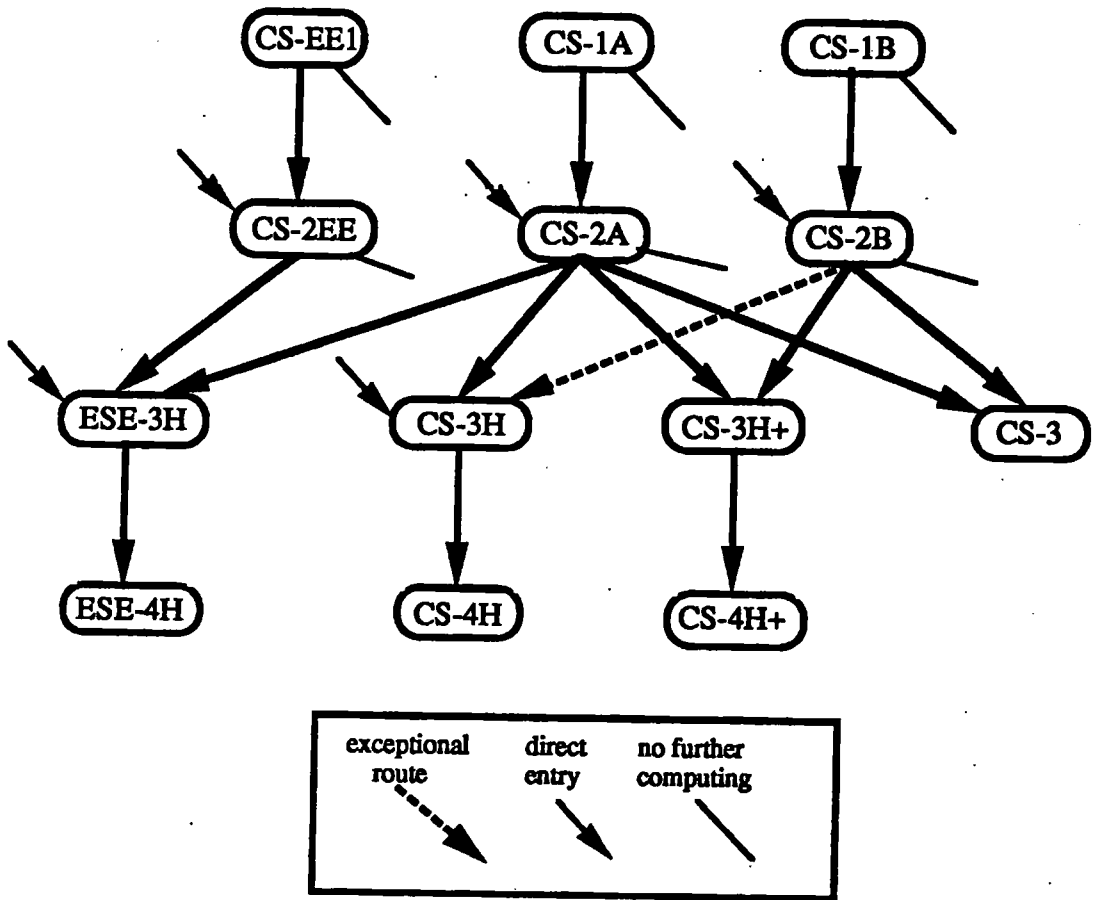 CS-EE1
CS-1A
CS-1B
CS-2EE
CS-2A
CS-2B
ESE-3H
CS-3H
CS-3H+
CS-3
ESE-4H
CS-4H
CS-4H+
exceptional
route
direct
entry
no further
computing